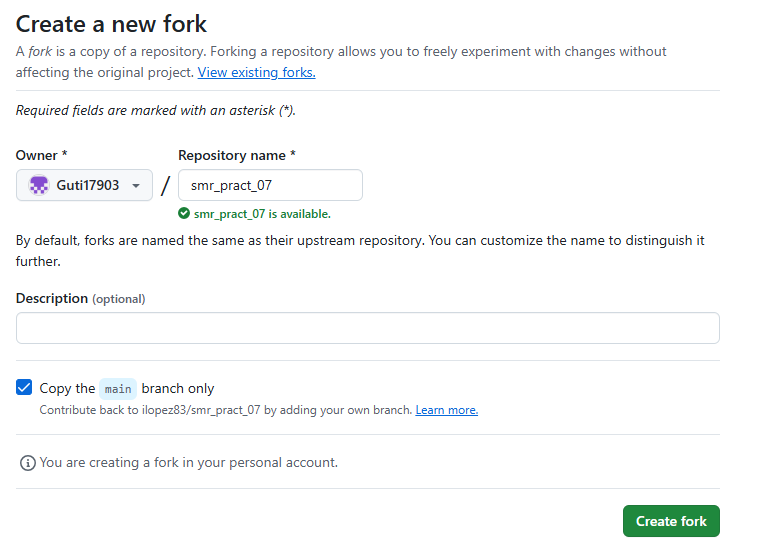 Create a new fork
A fork is a copy of a repository. Forking a repository allows you to freely experiment with changes without
affecting the original project. View existing forks.
Required fields are marked with an asterisk (*).
Owner *
Repository name *
Guti17903
/
smr_pract_07
smr_pract_07 is available.
By default, forks are named the same as their upstream repository. You can customize the name to distinguish it
further.
Description (optional)
Copy the main branch only
Contribute back to ilopez83/smr_pract_07 by adding your own branch. Learn more.
You are creating a fork in your personal account.
Create fork